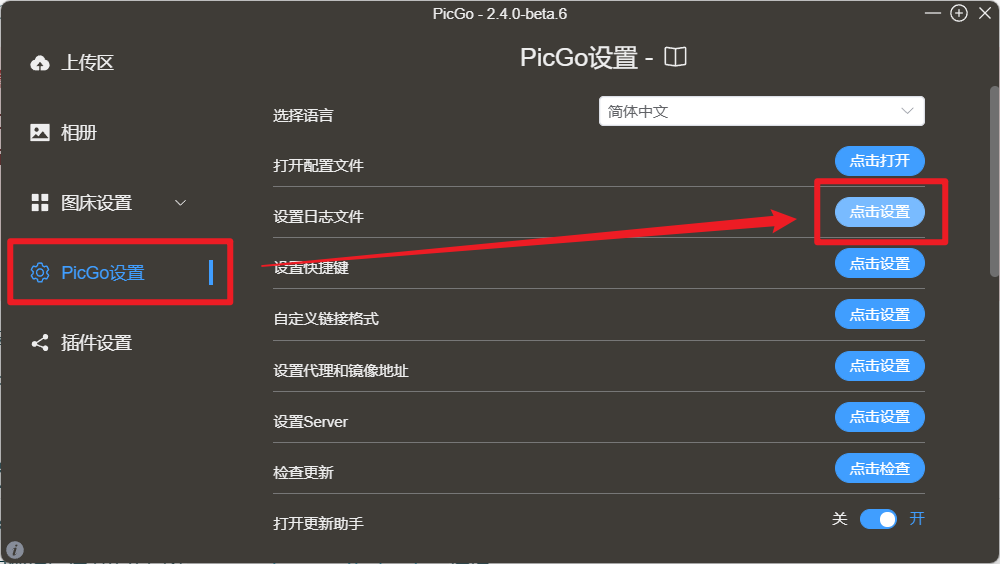 PicGo - 2.4.0-beta.6
上传区
相册
图床设置
PicGo设置
插件设置
PicGo设置 -
选择语言
简体中文
打开配置文件
点击打开
设置日志文件
点击设置
设置快捷键
点击设置
自定义链接格式
点击设置
设置代理和镜像地址
点击设置
设置Server
点击设置
检查更新
点击检查
打开更新助手
关 开